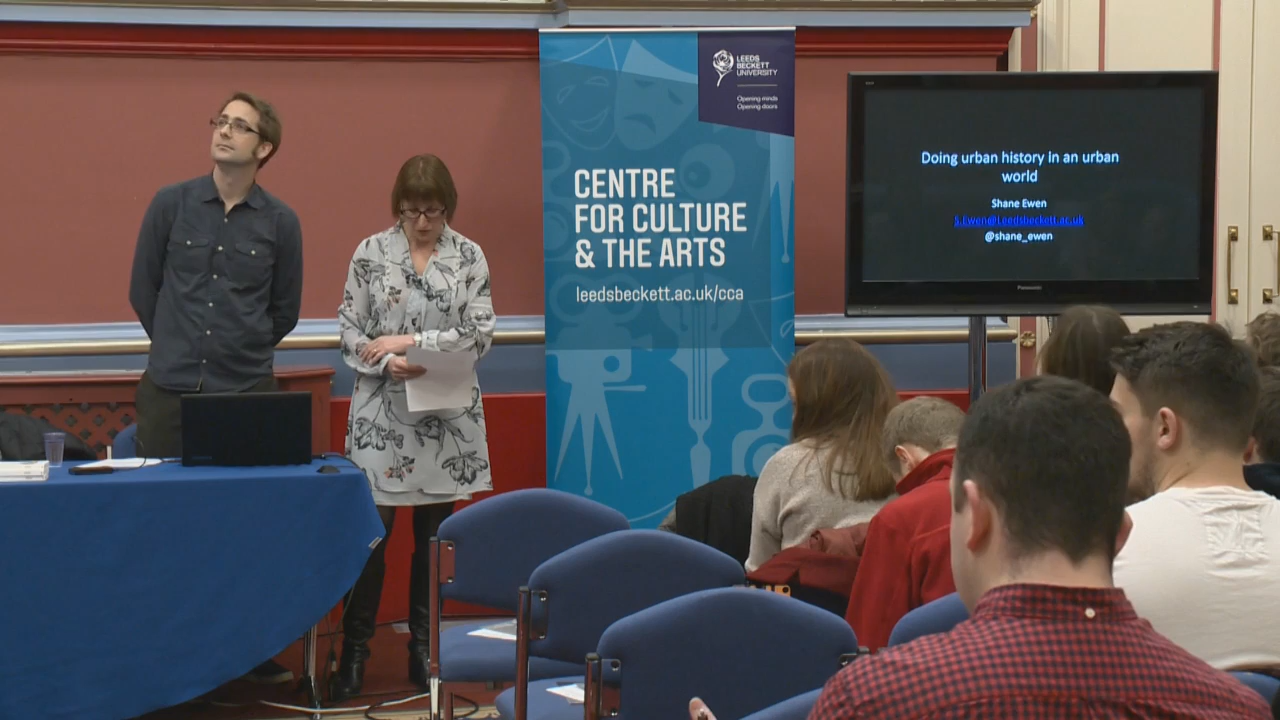 LEEDS
BECKETT
UNIVERSITY
Opening minds
Opening doors
CENTRE
FOR CULTURE
& THE ARTS
leedsbeckett.ac.uk/cca
Doing urban history in an urban
world
Shane Ewen
S.Ewen@Leedsbeckett.ac.uk
@shane_ewen
Panasonic